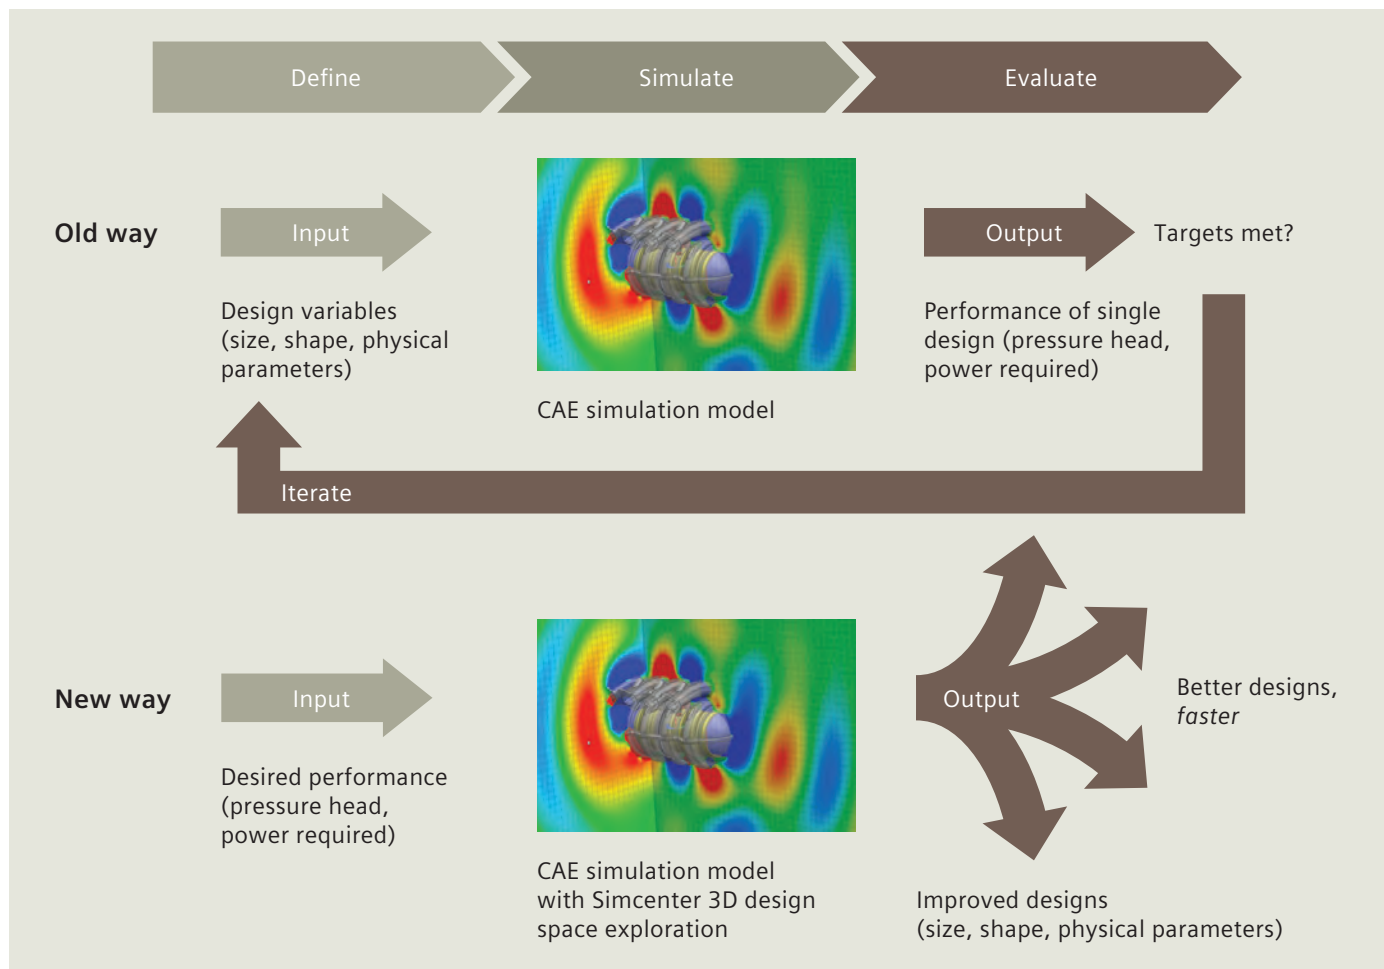 Define
Simulate
Evaluate
Old way
Input
Output
Targets met?
Design variables
(size, shape, physical
parameters)
CAE simulation model
Performance of single
design (pressure head,
power required)
Iterate
New way
Input
Output
Better designs,
faster
Desired performance
(pressure head,
power required)
CAE simulation model
with Simcenter 3D design
space exploration
Improved designs
(size, shape, physical parameters)